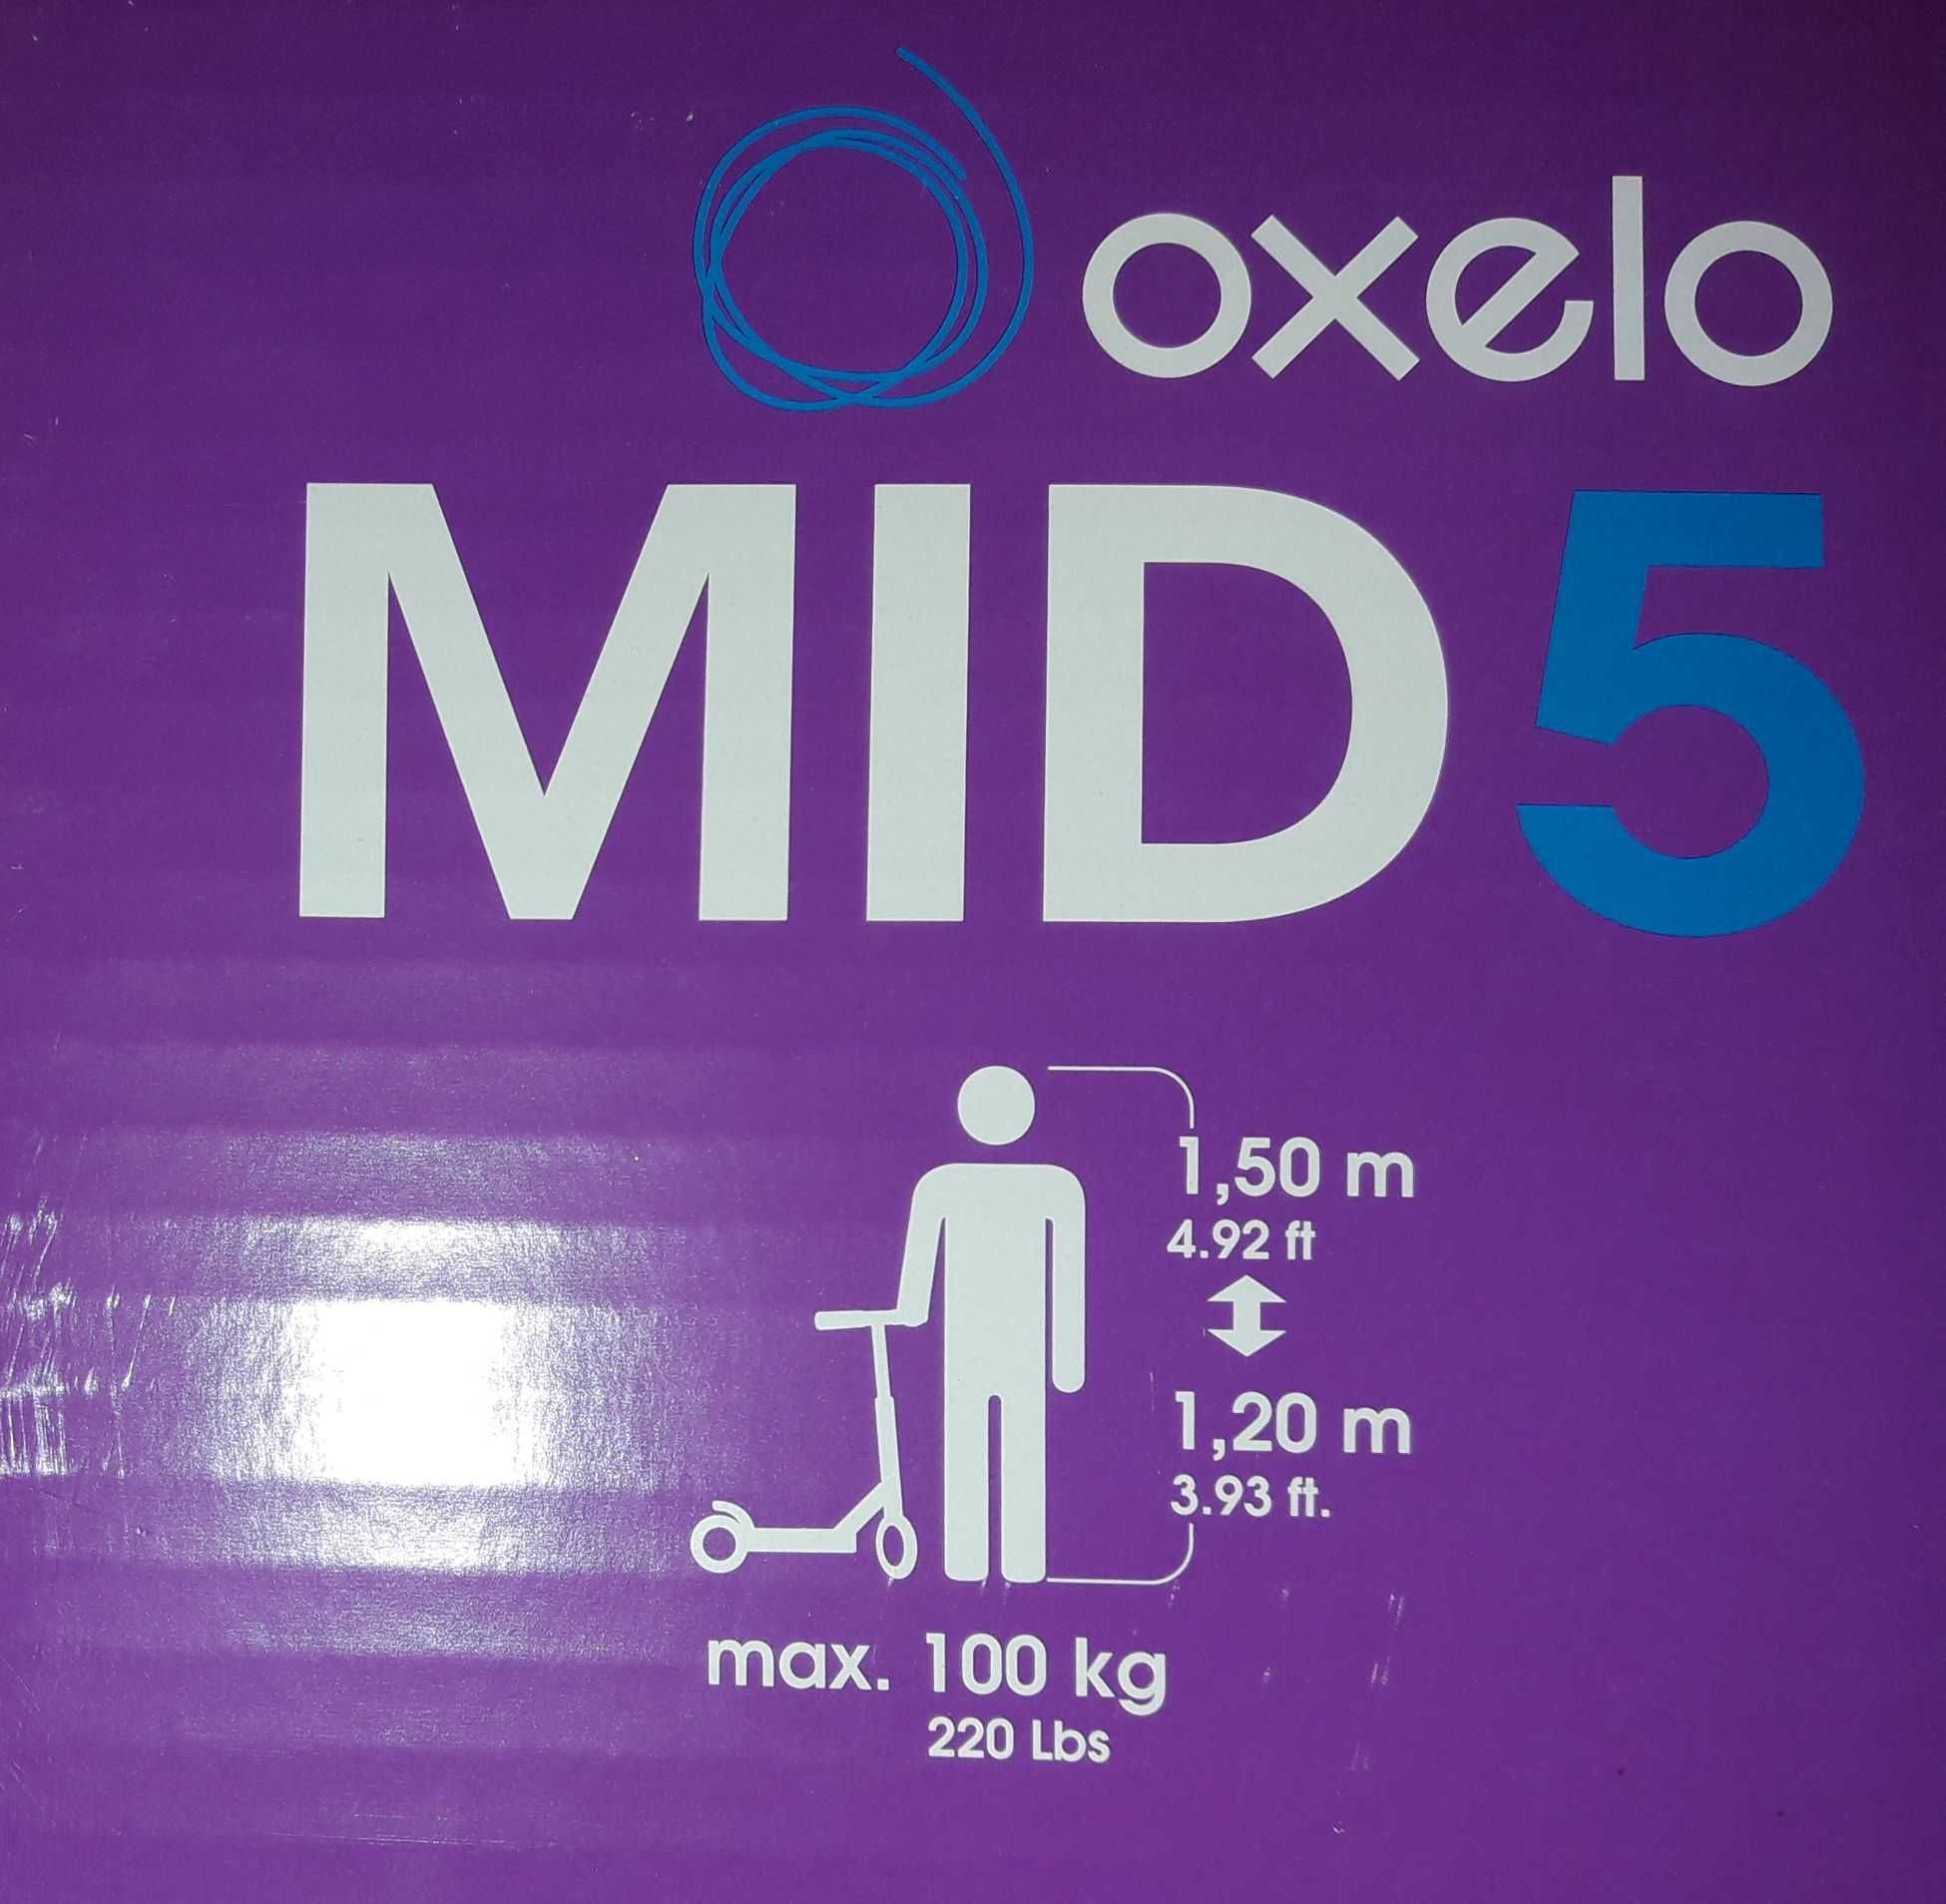 oxelo
MID5
1,50 m
4.92 ft
1,20 m
3.93 ft.
max. 100 kg
220 Lbs